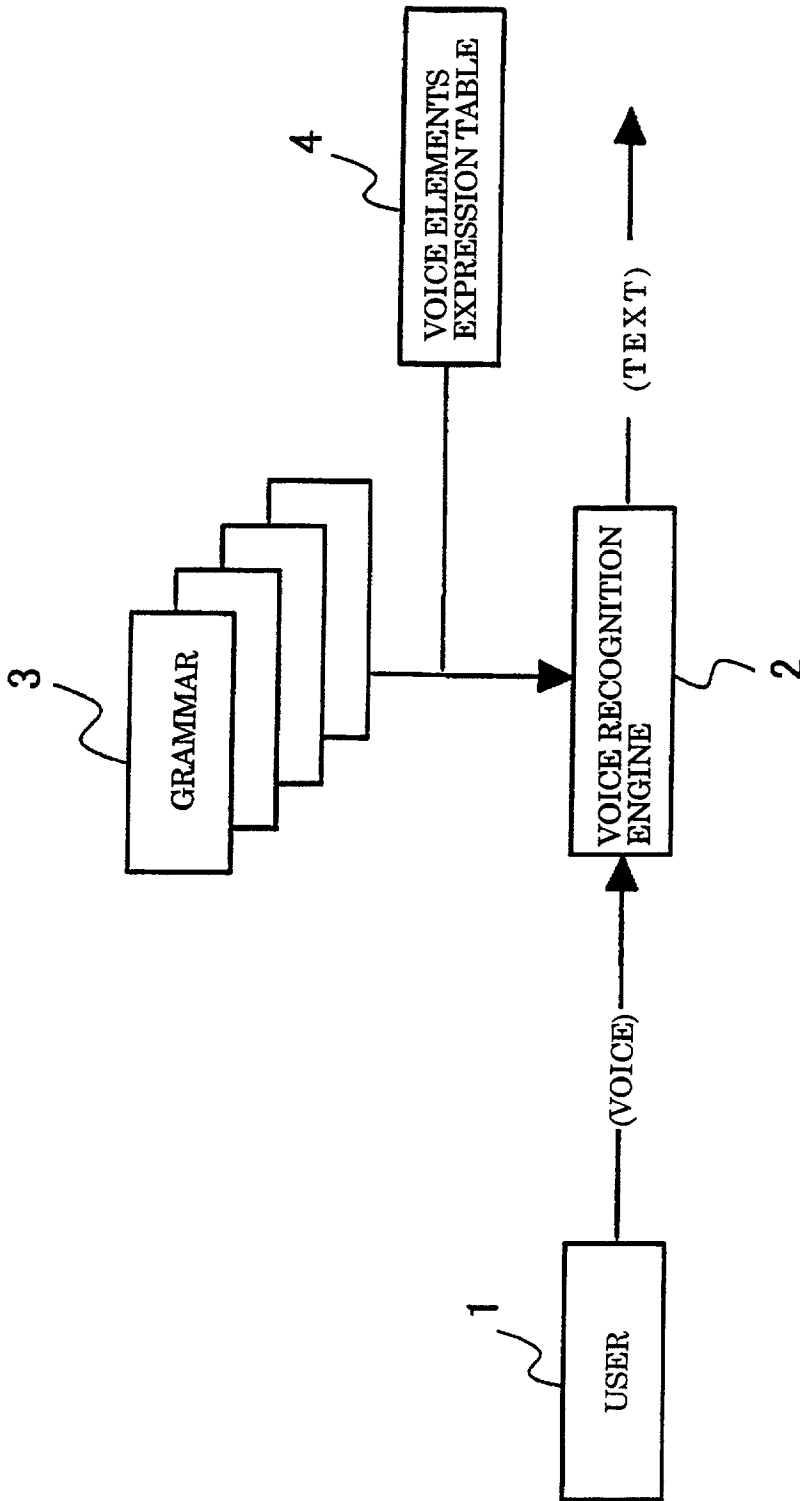 3
GRAMMAR
4
VOICE ELEMENTS
EXPRESSION TABLE
1
USER
(VOICE)
VOICE RECOGNITION
ENGINE
2
(TEXT)